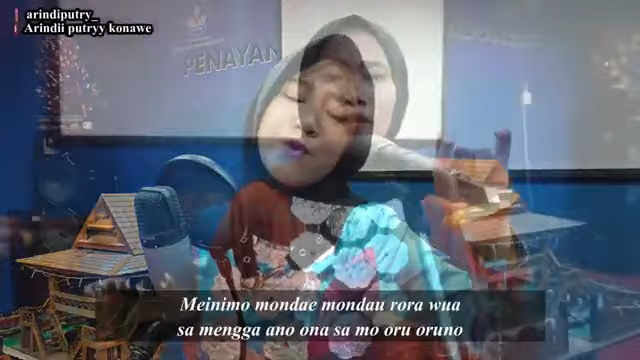 arindiputry_
Arindii putryy konawe
PENAYAN
Meinimo mondae mondau rora wua
sa mengga ano ona sa mo oru oruno